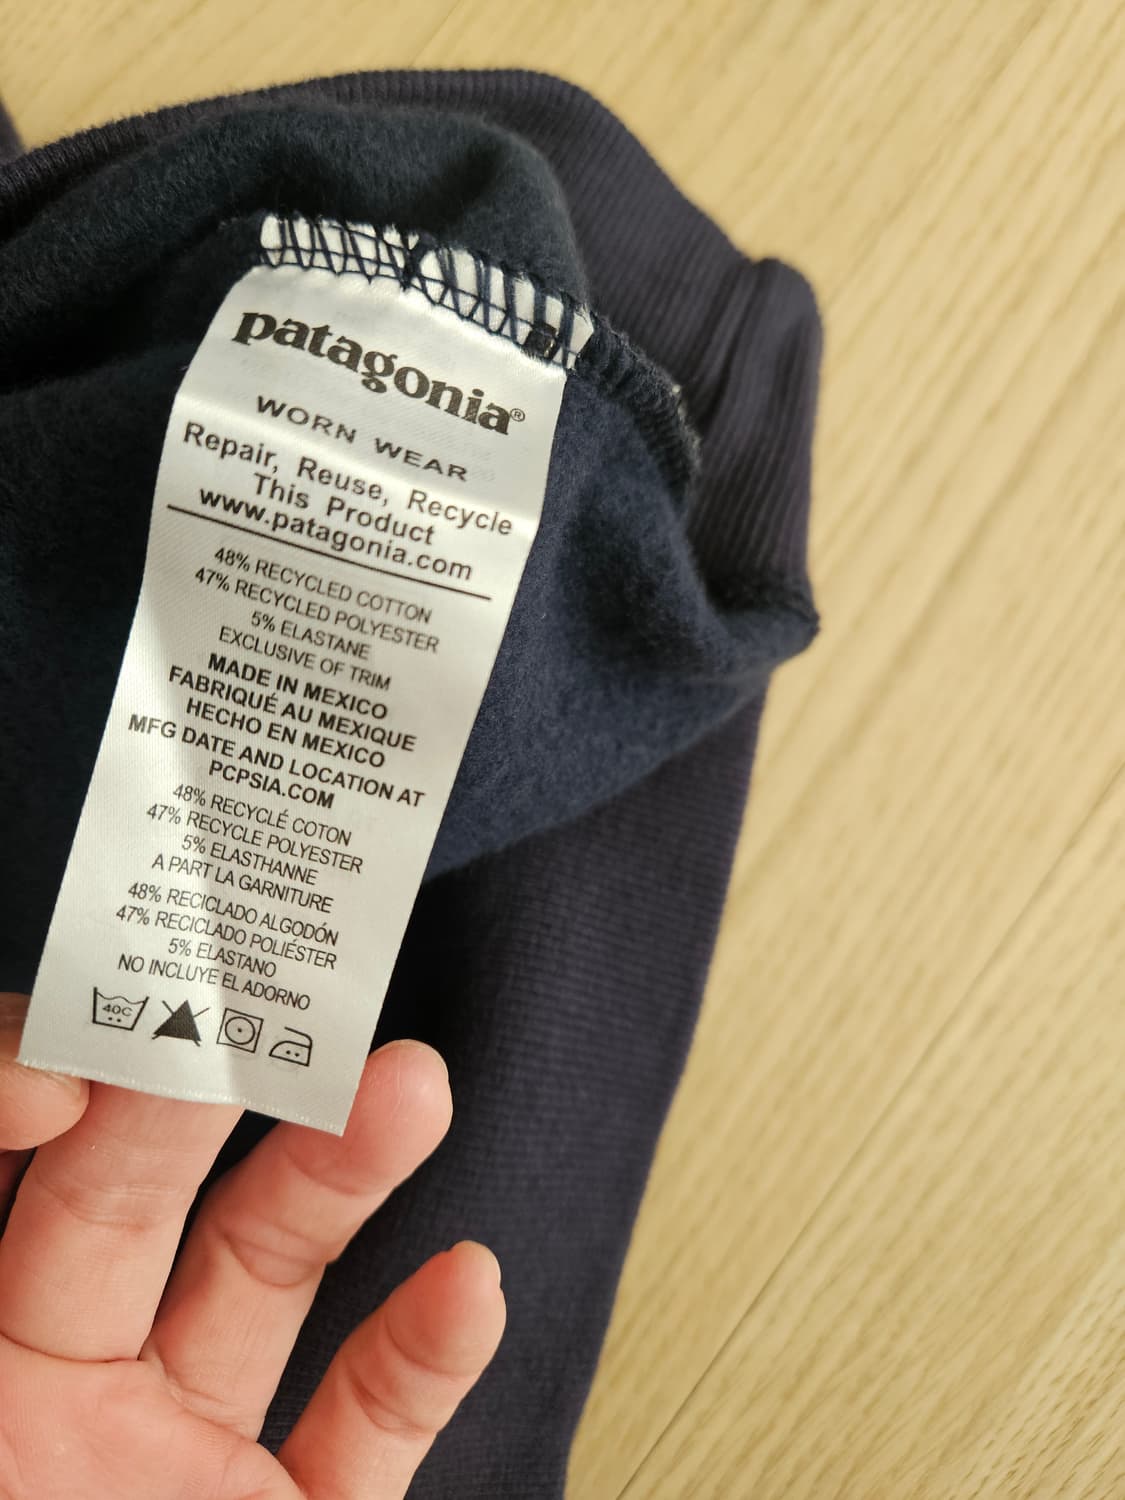 patagonia®
WORN WEAR
Repair, Reuse, Recycle
This Product
www.patagonia.com
48% RECYCLED COTTON
47% RECYCLED POLYESTER
5% ELASTANE
EXCLUSIVE OF TRIM
MADE IN MEXICO
FABRIQUÉ AU MEXIQUE
HECHO EN MEXICO
MFG DATE AND LOCATION AT
PCPSIA.COM
48% RECYCLÉ COTON
47% RECYCLE POLYESTER
5% ELASTHANNE
A PART LA GARNITURE
48% RECICLADO ALGODÓN
47% RECICLADO POLIÉSTER
5% ELASTANO
NO INCLUYE EL ADORNO
40C